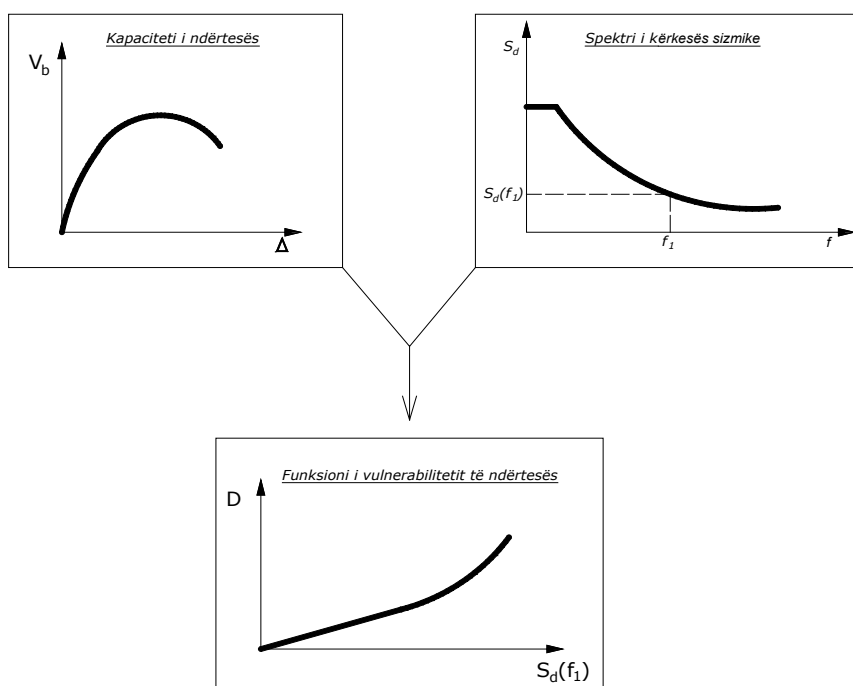 Kapaciteti i ndërtesës
V_b
Δ
Spektri i kërkesës sizmike
S_d
S_d(f_1)
f_1
f
Funksioni i vulnerabilitetit të ndërtesës
D
S_d(f_1)